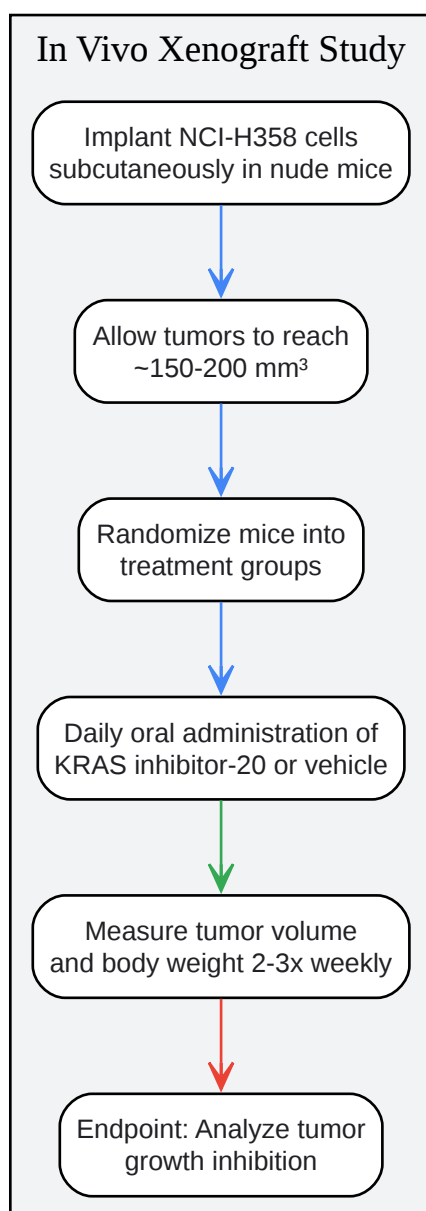 In Vivo Xenograft Study
Implant NCI-H358 cells
subcutaneously in nude mice
Allow tumors to reach
~150-200 mm³
Randomize mice into
treatment groups
Daily oral administration of
KRAS inhibitor-20 or vehicle
Measure tumor volume
and body weight 2-3x weekly
Endpoint: Analyze tumor
growth inhibition